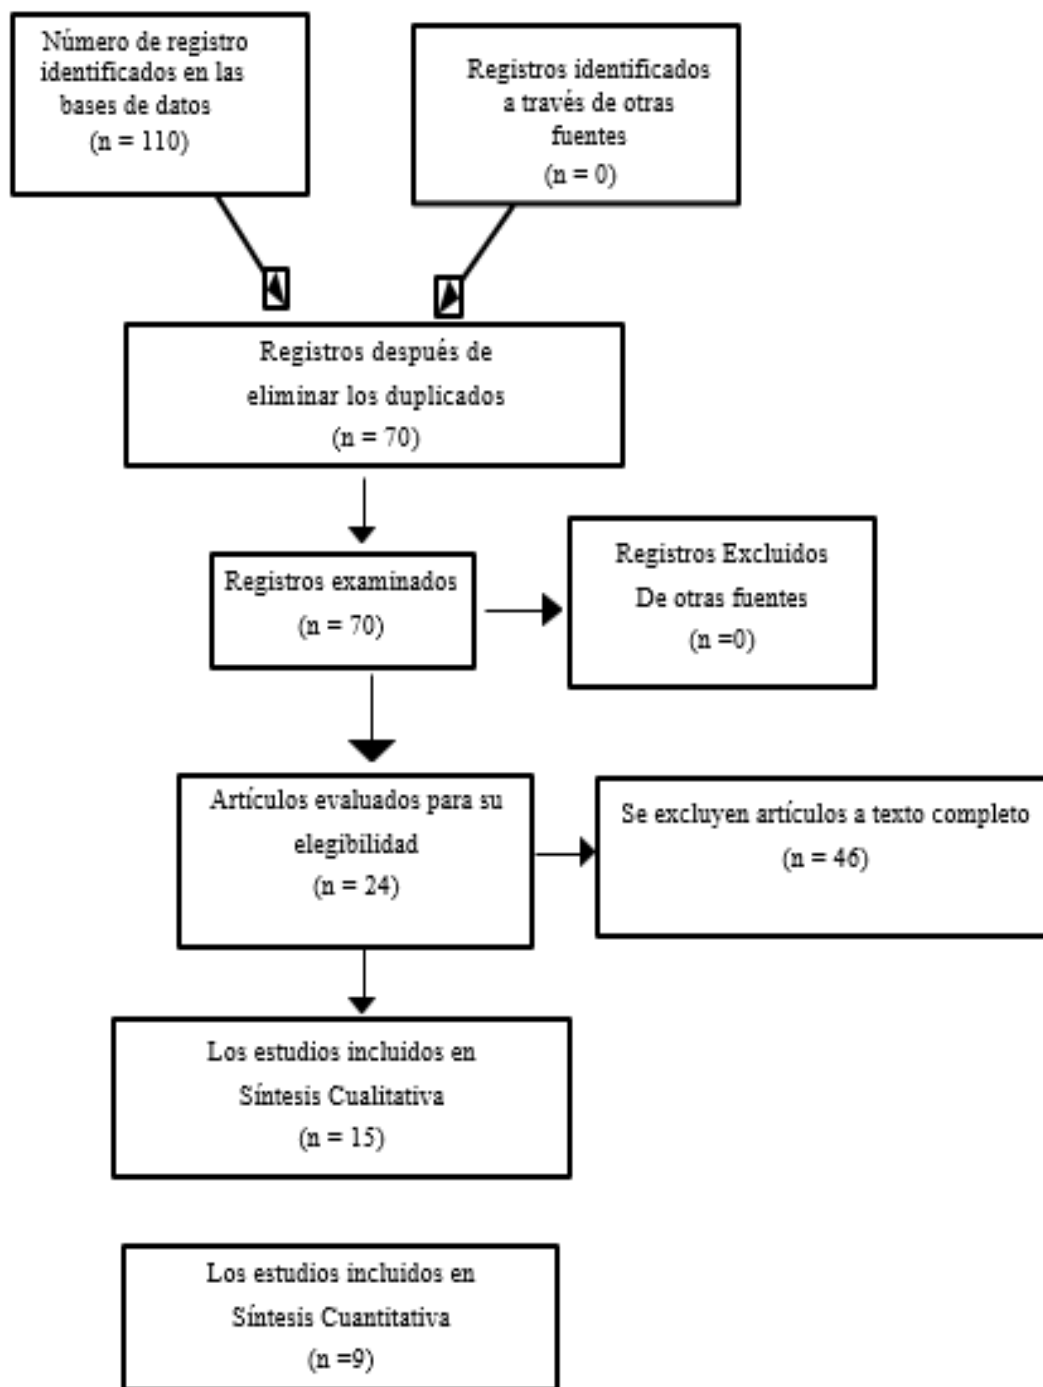 Número de registro
identificados en las
bases de datos
(n = 110)
Registros identificados
a través de otras
fuentes
(n = 0)
Registros después de
eliminar los duplicados
(n = 70)
Registros examinados
(n = 70)
Registros Excluidos
De otras fuentes
(n =0)
Artículos evaluados para su
elegibilidad
(n = 24)
Se excluyen artículos a texto completo
(n = 46)
Los estudios incluidos en
Síntesis Cualitativa
(n = 15)
Los estudios incluidos en
Síntesis Cuantitativa
(n =9)